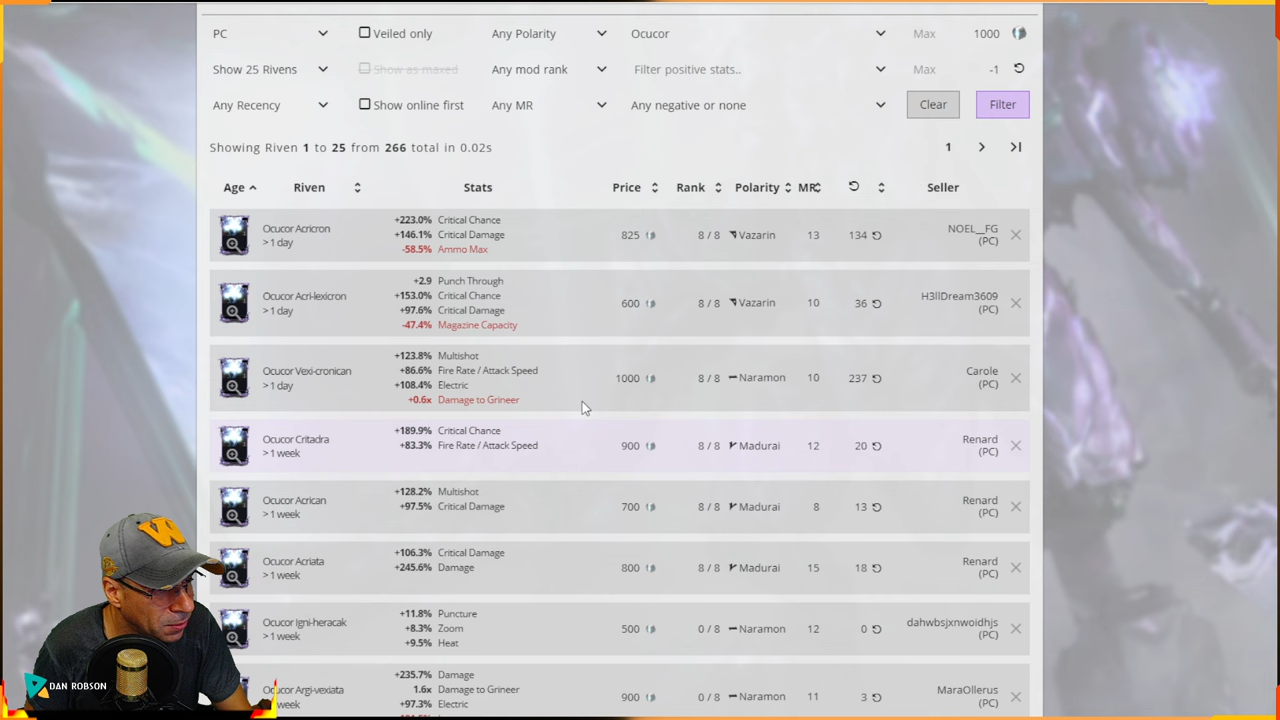 PC Veiled only Any Polarity Ocucor Max 1000
Show 25 Rivens Show as maxed Any mod rank Filter positive stats.. Max -1
Any Recency Show online first Any MR Any negative or none Clear Filter
Showing Riven 1 to 25 from 266 total in 0.02s 1
Age Riven Stats Price Rank Polarity MR Seller
Ocucor Acricron
> 1 day
+223.0% Critical Chance
+146.1% Critical Damage
-58.5% Ammo Max
825 8 / 8 Vazarin 13 134
NOEL__FG
(PC)
Ocucor Acri-lexicron
> 1 day
+2.9 Punch Through
+153.0% Critical Chance
+97.6% Critical Damage
-47.4% Magazine Capacity
600 8 / 8 Vazarin 10 36
H3llDream3609
(PC)
Ocucor Vexi-cronican
> 1 day
+123.8% Multishot
+86.6% Fire Rate / Attack Speed
+108.4% Electric
+0.6x Damage to Grineer
1000 8 / 8 Naramon 10 237
Carole
(PC)
Ocucor Critadra
> 1 week
+189.9% Critical Chance
+83.3% Fire Rate / Attack Speed
900 8 / 8 Madurai 12 20
Renard
(PC)
Ocucor Acrican
> 1 week
+128.2% Multishot
+97.5% Critical Damage
700 8 / 8 Madurai 8 13
Renard
(PC)
Ocucor Acriata
> 1 week
+106.3% Critical Damage
+245.6% Damage
800 8 / 8 Madurai 15 18
Renard
(PC)
Ocucor Igni-heracak
> 1 week
+11.8% Puncture
+8.3% Zoom
+9.5% Heat
500 0 / 8 Naramon 12 0
dahwbsjxnwoidhjs
(PC)
Ocucor Argi-vexiata
week
+235.7% Damage
1.6x Damage to Grineer
+97.3% Electric
900 0 / 8 Naramon 11 3
MaraOllerus
(PC)
DAN ROBSON